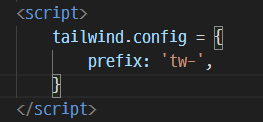 <script>
    tailwind.config = {
        prefix: 'tw-',
    }
</script>